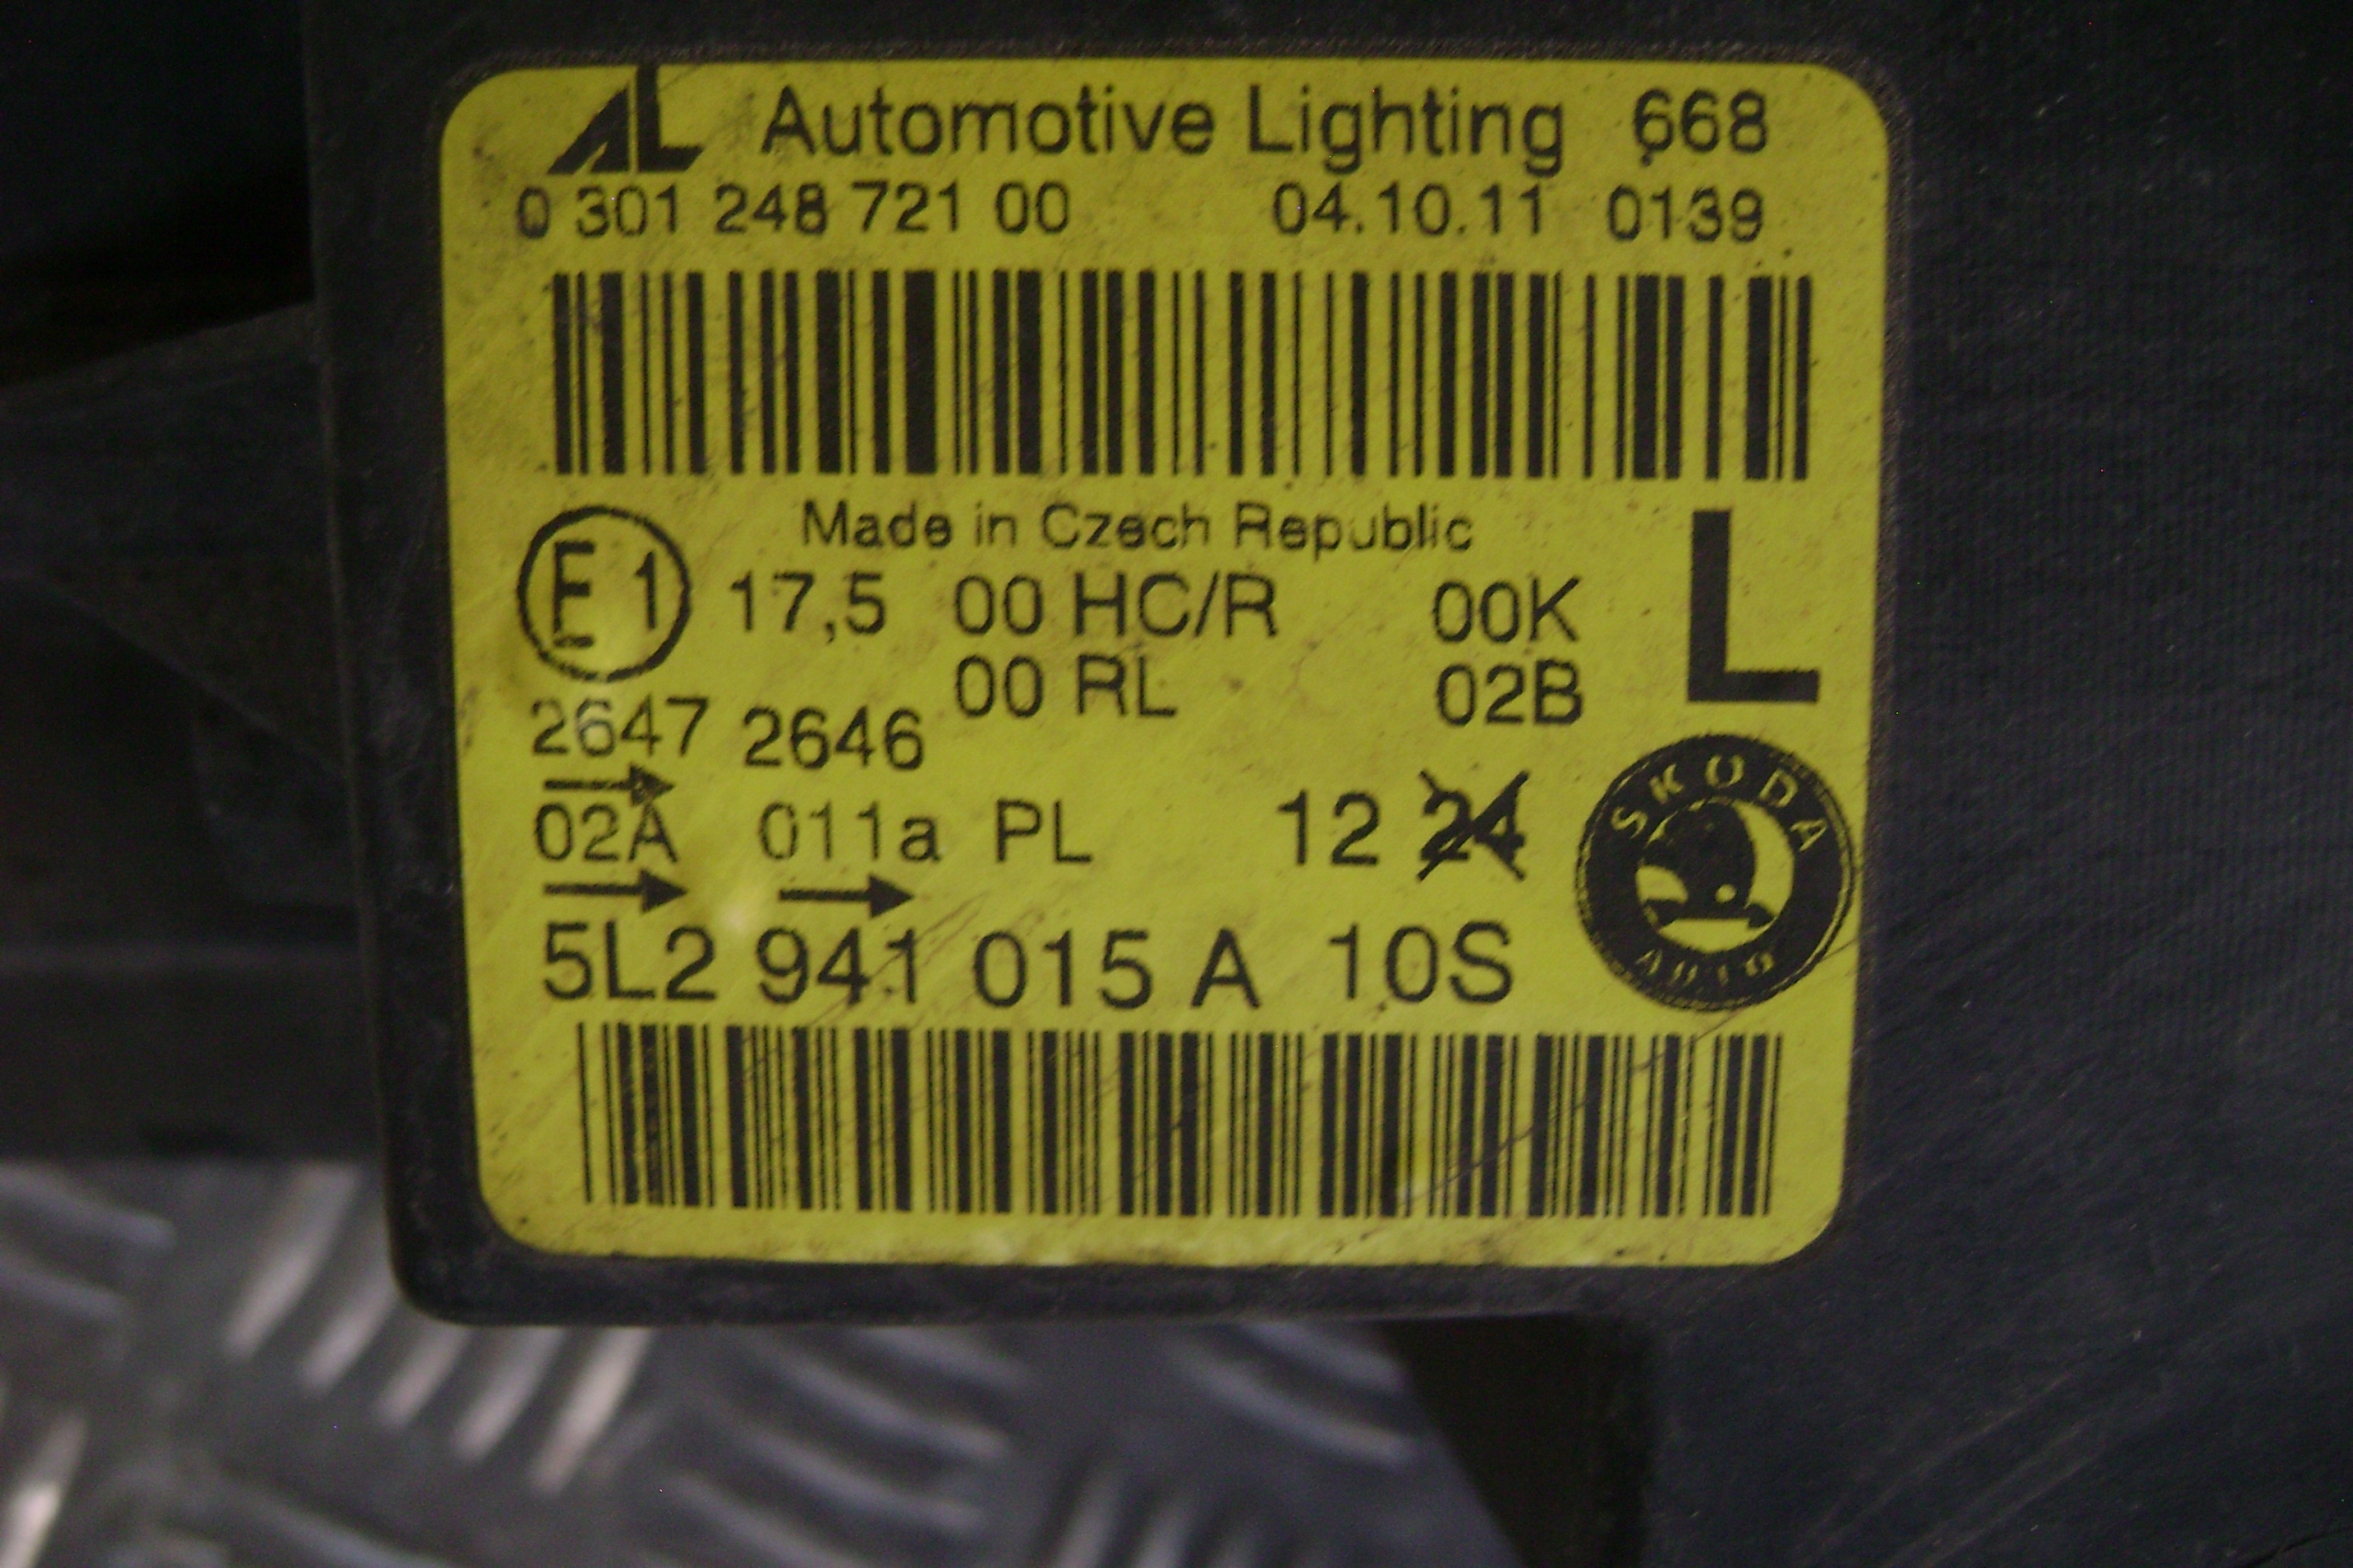 AL Automotive Lighting 668
0 301 248 721 00 04.10.11 0139
Made in Czech Republic
E1 17,5 00 HC/R 00K L
00 RL 02B
2647 2646
02A 011a PL 12 24
SKODA
AUTO
5L2 941 015 A 10S